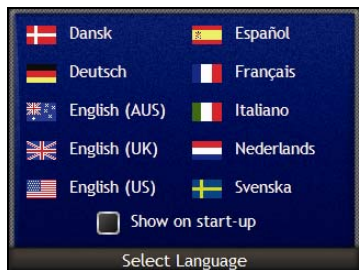 Dansk Español
Deutsch Français
English (AUS) Italiano
English (UK) Nederlands
English (US) Svenska
Show on start-up
Select Language